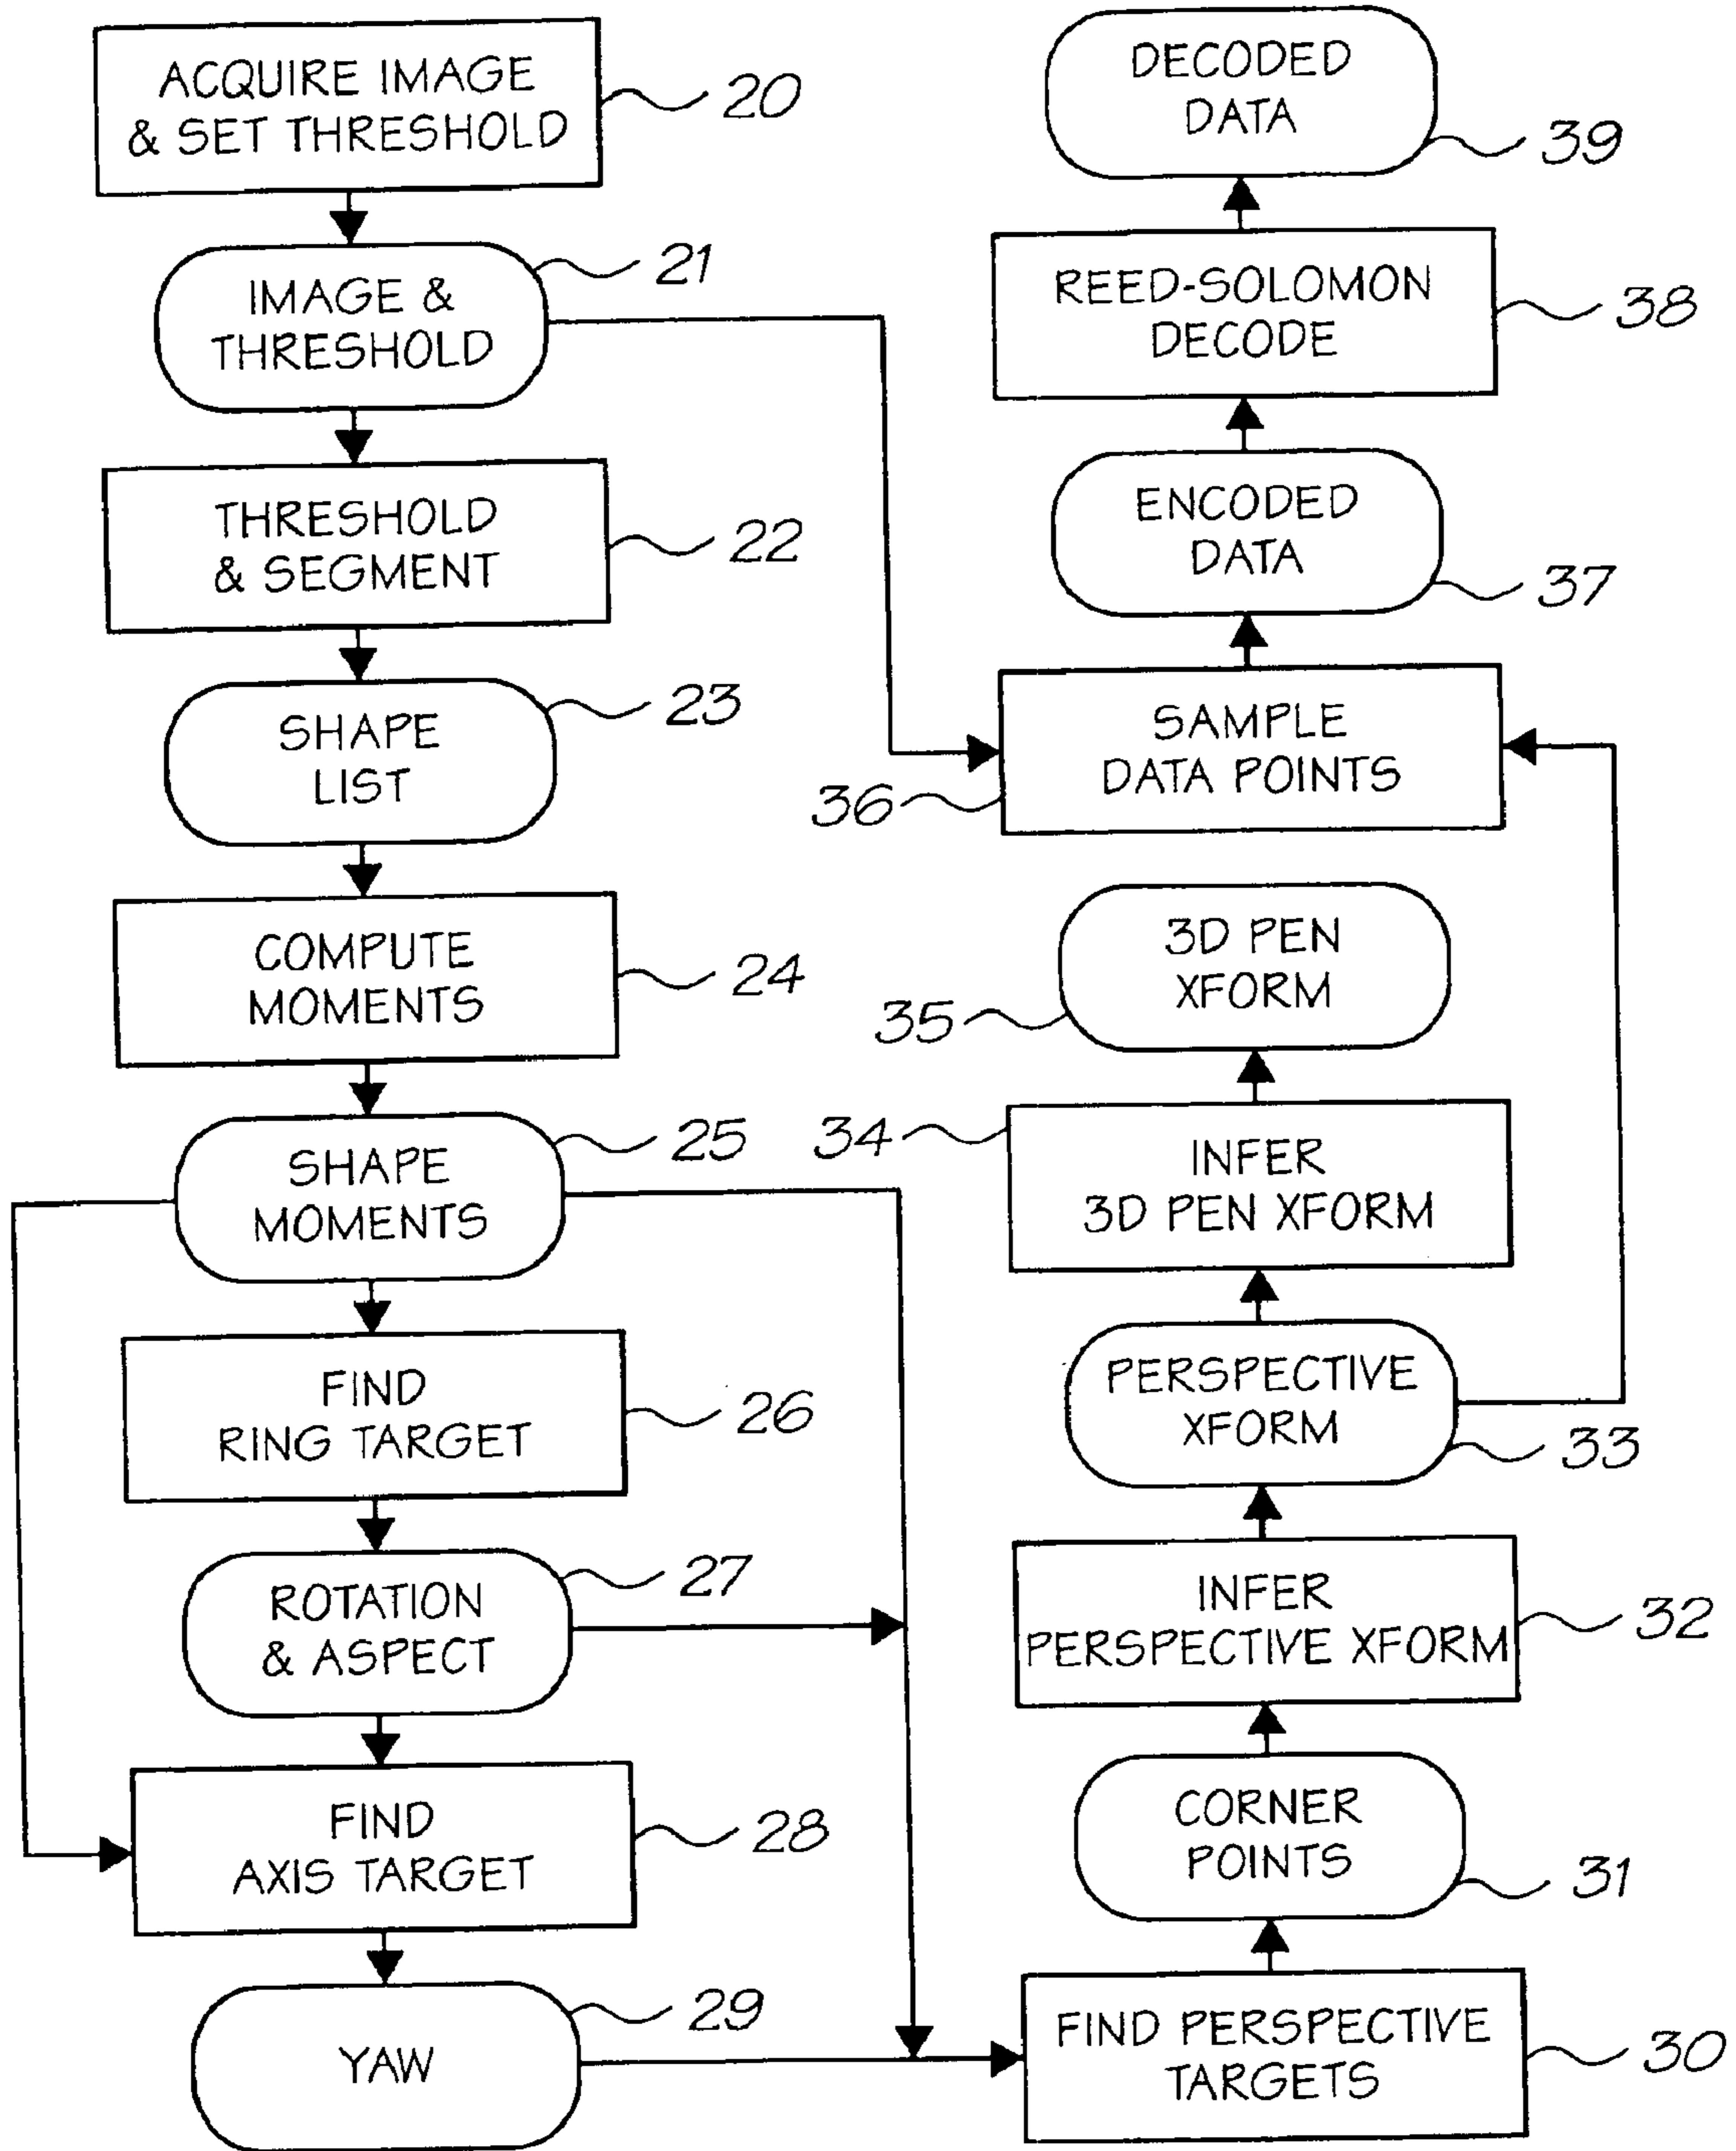 ACQUIRE IMAGE
& SET THRESHOLD
20
IMAGE &
THRESHOLD
21
THRESHOLD
& SEGMENT
22
SHAPE
LIST
23
COMPUTE
MOMENTS
24
SHAPE
MOMENTS
25
FIND
RING TARGET
26
ROTATION
& ASPECT
27
FIND
AXIS TARGET
28
YAW
29
DECODED
DATA
39
REED-SOLOMON
DECODE
38
ENCODED
DATA
37
SAMPLE
DATA POINTS
36
3D PEN
XFORM
35
INFER
3D PEN XFORM
34
PERSPECTIVE
XFORM
33
INFER
PERSPECTIVE XFORM
32
CORNER
POINTS
31
FIND PERSPECTIVE
TARGETS
30